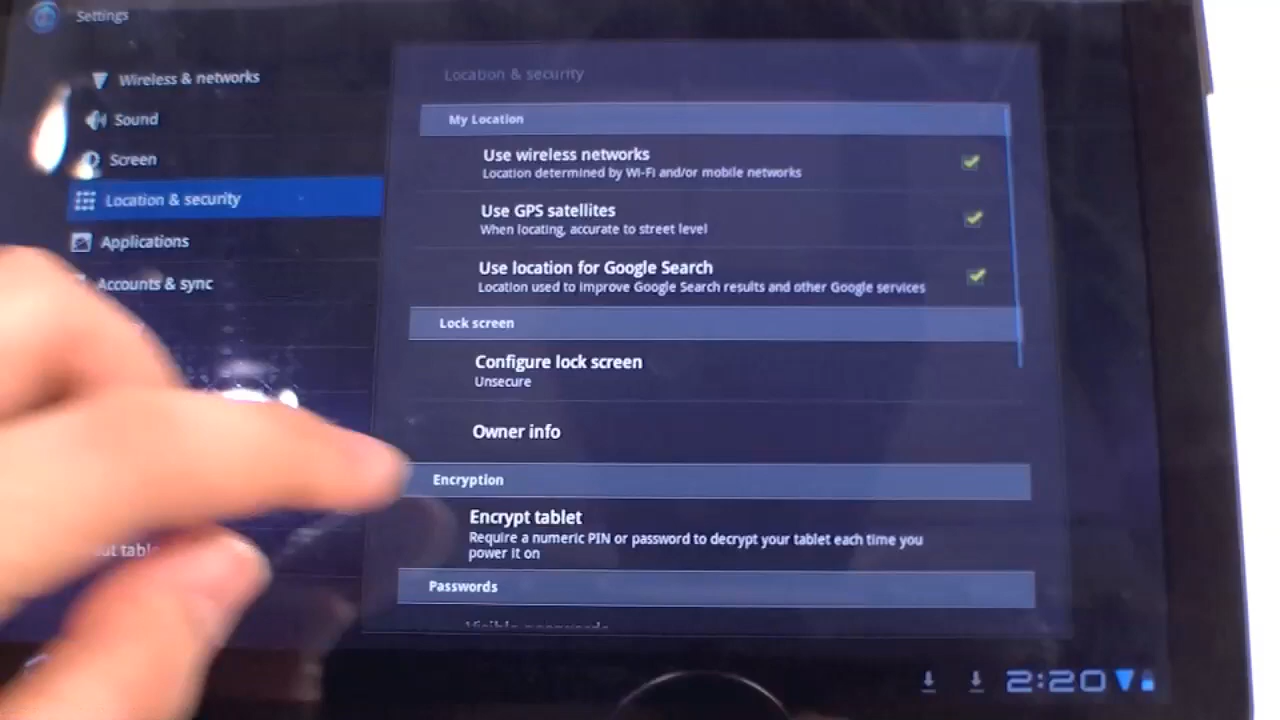 Settings
Wireless & networks
Sound
Screen
Location & security
Applications
Accounts & sync
Location & security
My Location
Use wireless networks
Location determined by Wi-Fi and/or mobile networks
Use GPS satellites
When locating, accurate to street level
Use location for Google Search
Location used to improve Google Search results and other Google services
Lock screen
Configure lock screen
Unsecure
Owner info
Encryption
Encrypt tablet
Require a numeric PIN or password to decrypt your tablet each time you
power it on
Passwords
2:20